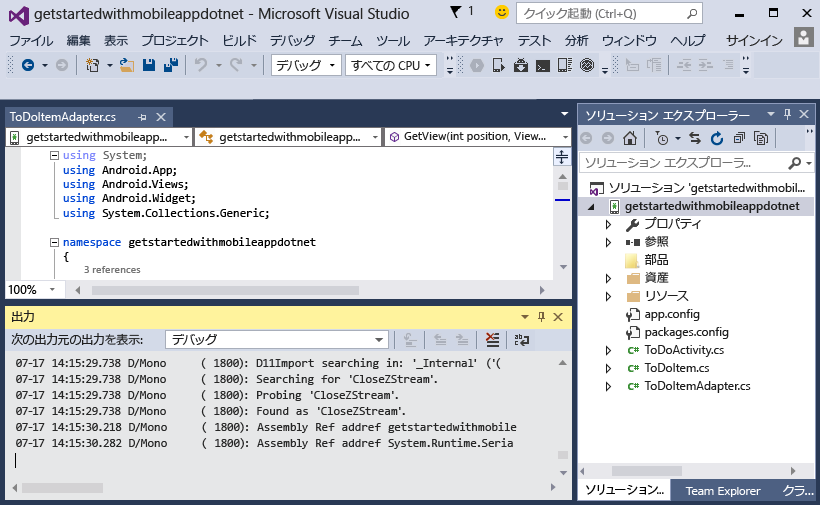 getstartedwithmobileappdotnet - Microsoft Visual Studio
1
クイック起動 (Ctrl+Q)
ファイル 編集 表示 プロジェクト ビルド デバッグ チーム ツール アーキテクチャ テスト 分析 ウィンドウ ヘルプ サインイン
デバッグ すべての CPU
ToDoItemAdapter.cs
getstartedwithmobileapp... getstartedwithmobileapp... GetView(int position, View...
using System;
using Android.App;
using Android.Views;
using Android.Widget;
using System.Collections.Generic;
namespace getstartedwithmobileappdotnet
{
3 references
100%
出力
次の出力元の出力を表示: デバッグ
07-17 14:15:29.738 D/Mono ( 1800): D11Import searching in: '_Internal' ('(
07-17 14:15:29.738 D/Mono ( 1800): Searching for 'CloseZStream'.
07-17 14:15:29.738 D/Mono ( 1800): Probing 'CloseZStream'.
07-17 14:15:29.738 D/Mono ( 1800): Found as 'CloseZStream'.
07-17 14:15:30.218 D/Mono ( 1800): Assembly Ref addref getstartedwithmobile
07-17 14:15:30.282 D/Mono ( 1800): Assembly Ref addref System.Runtime.Seria
ソリューション エクスプローラー
ソリューション エクスプローラ...
ソリューション 'getstartedwithmobil...
getstartedwithmobileappdotnet
プロパティ
参照
部品
資産
リソース
app.config
packages.config
ToDoActivity.cs
ToDoItem.cs
ToDoItemAdapter.cs
ソリューション... Team Explorer クラ...